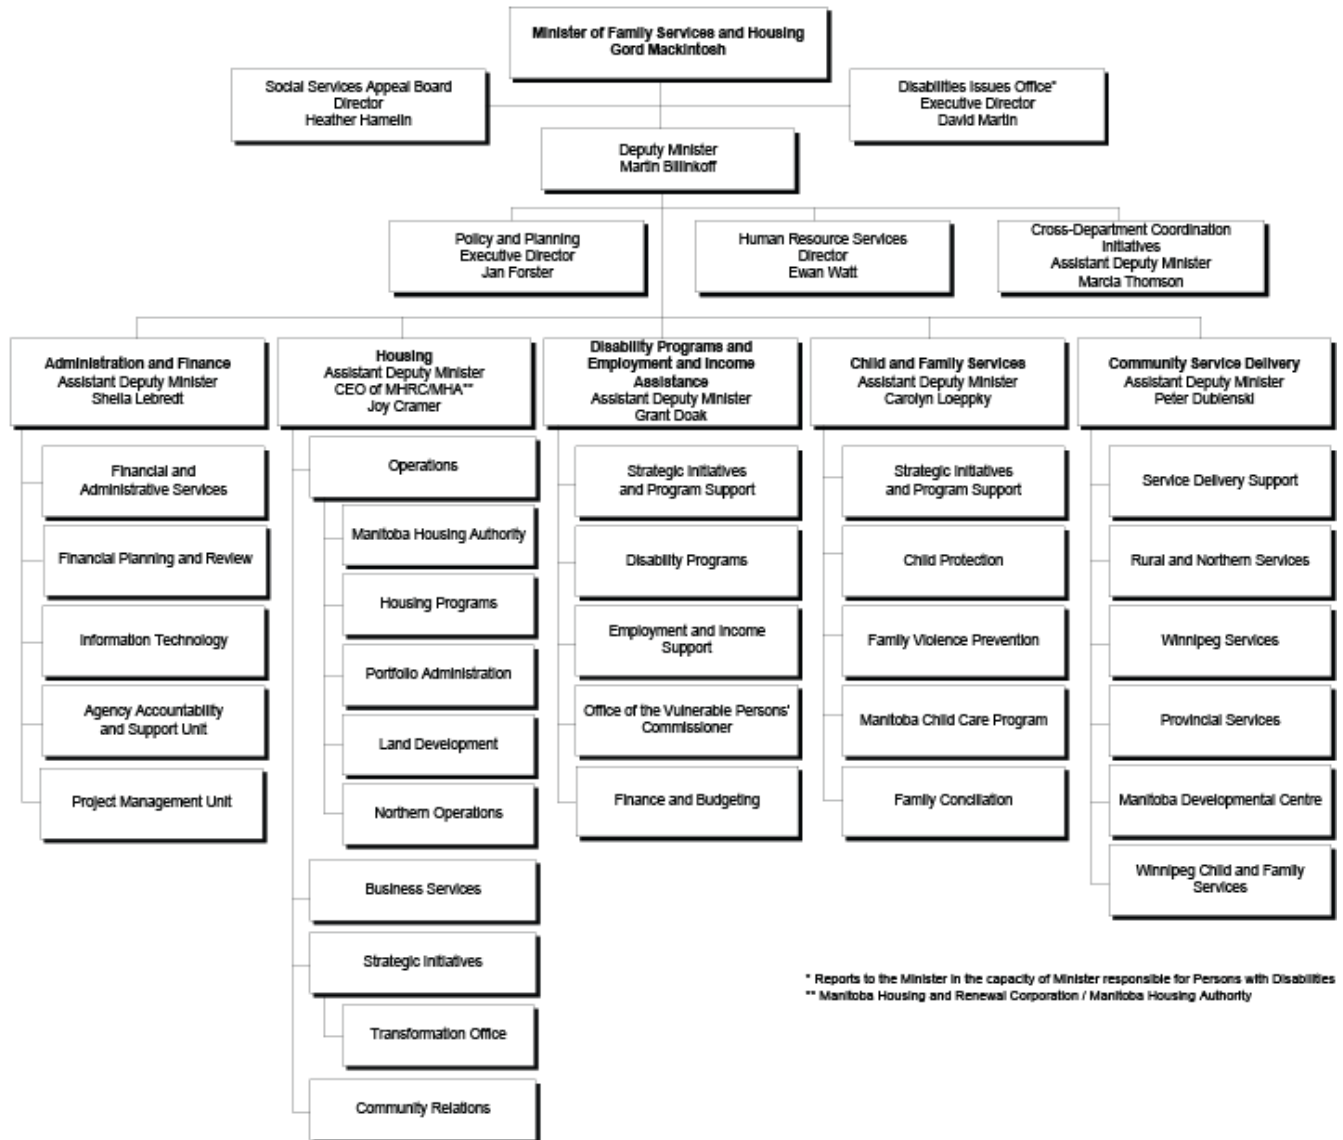 Minister of Family Services and Housing
Gord Mackintosh
Social Services Appeal Board
Director
Heather Hamelin
Disabilities Issues Office*
Executive Director
David Martin
Deputy Minister
Martin Billinkoff
Policy and Planning
Executive Director
Jan Forster
Human Resource Services
Director
Ewan Watt
Cross-Department Coordination
Initiatives
Assistant Deputy Minister
Marcia Thomson
Administration and Finance
Assistant Deputy Minister
Sheila Lebredt
Financial and
Administrative Services
Financial Planning and Review
Information Technology
Agency Accountability
and Support Unit
Project Management Unit
Housing
Assistant Deputy Minister
CEO of MHRC/MHA**
Joy Cramer
Operations
Manitoba Housing Authority
Housing Programs
Portfolio Administration
Land Development
Northern Operations
Business Services
Strategic Initiatives
Transformation Office
Community Relations
Disability Programs and
Employment and Income
Assistance
Assistant Deputy Minister
Grant Doak
Strategic Initiatives
and Program Support
Disability Programs
Employment and Income
Support
Office of the Vulnerable Persons'
Commissioner
Finance and Budgeting
Child and Family Services
Assistant Deputy Minister
Carolyn Loeppky
Strategic Initiatives
and Program Support
Child Protection
Family Violence Prevention
Manitoba Child Care Program
Family Conciliation
Community Service Delivery
Assistant Deputy Minister
Peter Dubienski
Service Delivery Support
Rural and Northern Services
Winnipeg Services
Provincial Services
Manitoba Developmental Centre
Winnipeg Child and Family
Services
* Reports to the Minister in the capacity of Minister responsible for Persons with Disabilities
** Manitoba Housing and Renewal Corporation / Manitoba Housing Authority